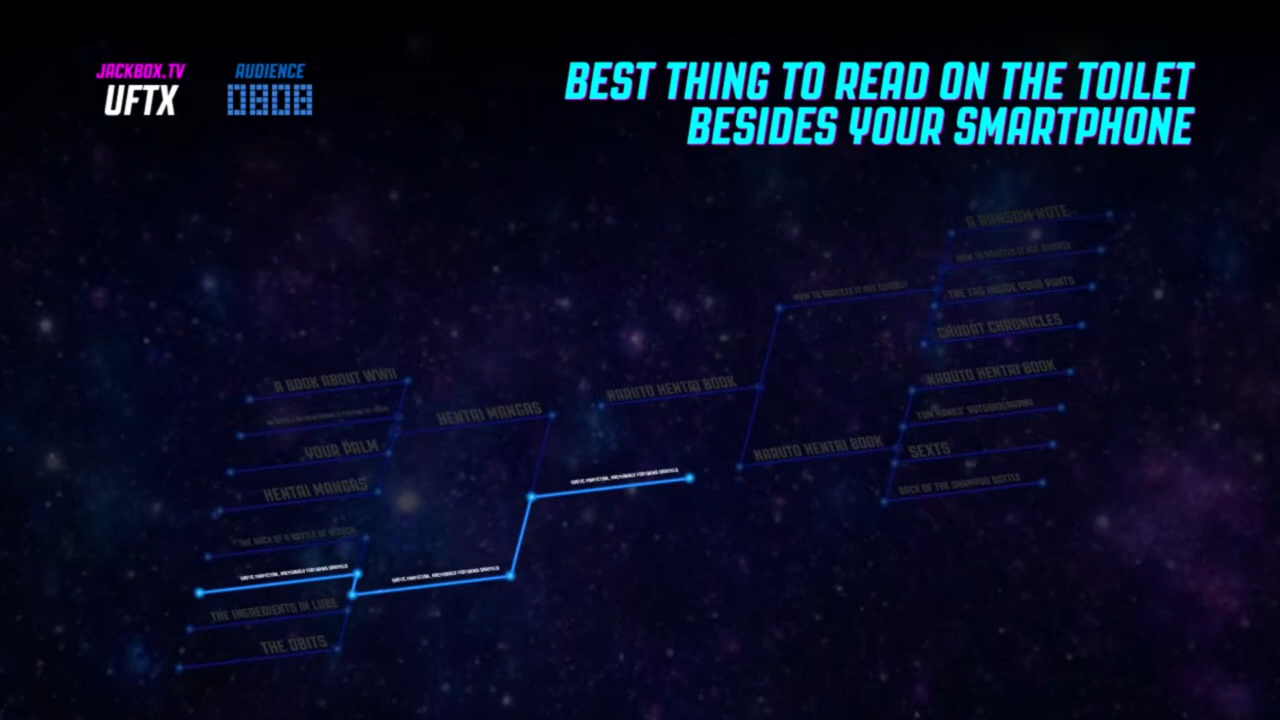 JACKBOX.TV
UFTX
AUDIENCE
0808
BEST THING TO READ ON THE TOILET
BESIDES YOUR SMARTPHONE
A BOOK ABOUT WWII
YOUR PALM
HENTAI MANGAS
THE BACK OF A BOTTLE OF BLEACH
THE INGREDIENTS IN LUBE
THE OBITS
HENTAI MANGAS
NARUTO HENTAI BOOK
HOW TO SQUEEZE IT OUT QUICKLY
NARUTO HENTAI BOOK
A RANSOM NOTE
HOW TO SQUEEZE IT OUT QUICKLY
THE TAG INSIDE YOUR PANTS
CHRONICLES
NARUTO HENTAI BOOK
TOM HANKS' AUTOBIOGRAPHY
SEXTS
BACK OF THE SHAMPOO BOTTLE